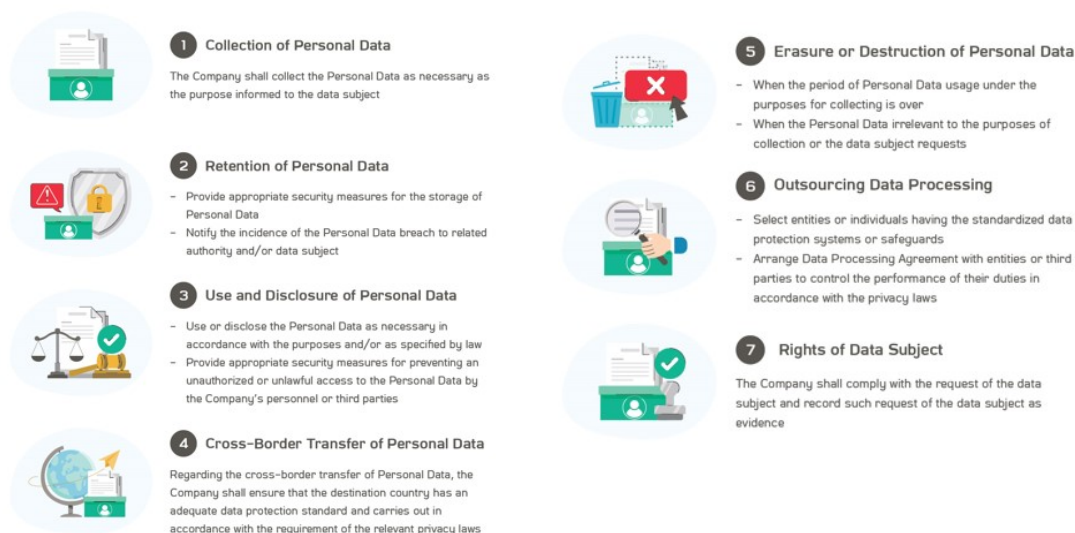 1 Collection of Personal Data
The Company shall collect the Personal Data as necessary as
the purpose informed to the data subject
2 Retention of Personal Data
- Provide appropriate security measures for the storage of
Personal Data
- Notify the incidence of the Personal Data breach to related
authority and/or data subject
3 Use and Disclosure of Personal Data
- Use or disclose the Personal Data as necessary in
accordance with the purposes and/or as specified by law
- Provide appropriate security measures for preventing an
unauthorized or unlawful access to the Personal Data by
the Company's personnel or third parties
4 Cross-Border Transfer of Personal Data
Regarding the cross-border transfer of Personal Data, the
Company shall ensure that the destination country has an
adequate data protection standard and carries out in
accordance with the requirement of the relevant privacy laws
5 Erasure or Destruction of Personal Data
- When the period of Personal Data usage under the
purposes for collecting is over
- When the Personal Data irrelevant to the purposes of
collection or the data subject requests
6 Outsourcing Data Processing
- Select entities or individuals having the standardized data
protection systems or safeguards
- Arrange Data Processing Agreement with entities or third
parties to control the performance of their duties in
accordance with the privacy laws
7 Rights of Data Subject
The Company shall comply with the request of the data
subject and record such request of the data subject as
evidence